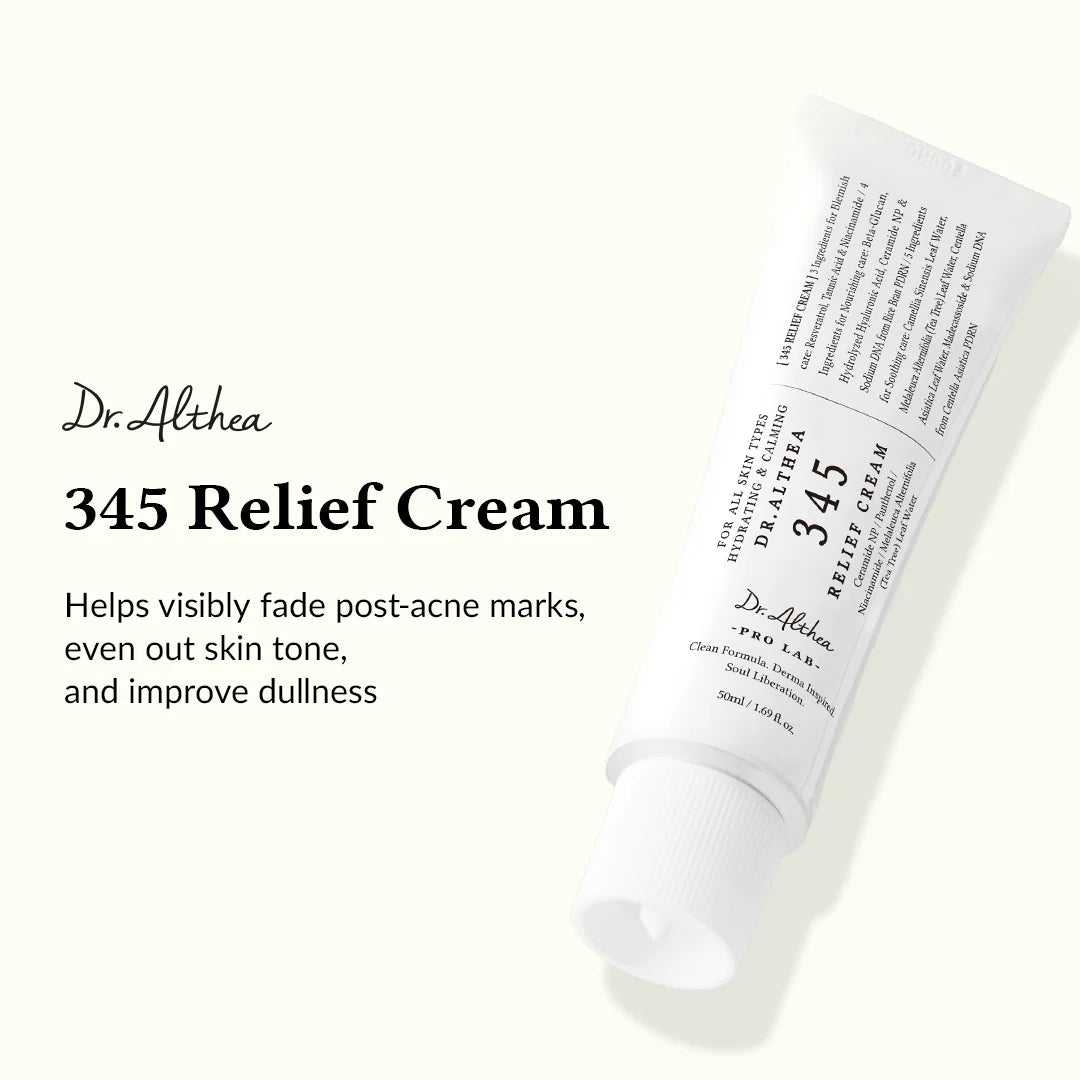 Dr. Althea
345 Relief Cream
Helps visibly fade post-acne marks,
even out skin tone,
and improve dullness
[ 345 RELIEF CREAM ] 3 Ingredients for Blemish
care: Resveratrol, Tannic Acid & Niacinamide / 4
Ingredients for Nourishing care: Beta-Glucan,
Hydrolyzed Hyaluronic Acid, Ceramide NP &
Sodium DNA from Rice Bran PDRN / 5 Ingredients
for Soothing care: Camellia Sinensis Leaf Water,
Melaleuca Alternifolia (Tea Tree) Leaf Water, Centella
Asiatica Leaf Water, Madecassoside & Sodium DNA
from Centella Asiatica PDRN
FOR ALL SKIN TYPES
HYDRATING & CALMING
DR.ALTHEA
345
RELIEF CREAM
Ceramide NP / Panthenol /
Niacinamide / Melaleuca Alternifolia
(Tea Tree) Leaf Water
Dr. Althea
-PRO LAB-
Clean Formula. Derma Inspired.
Soul Liberation.
50ml / 1.69 fl. oz.